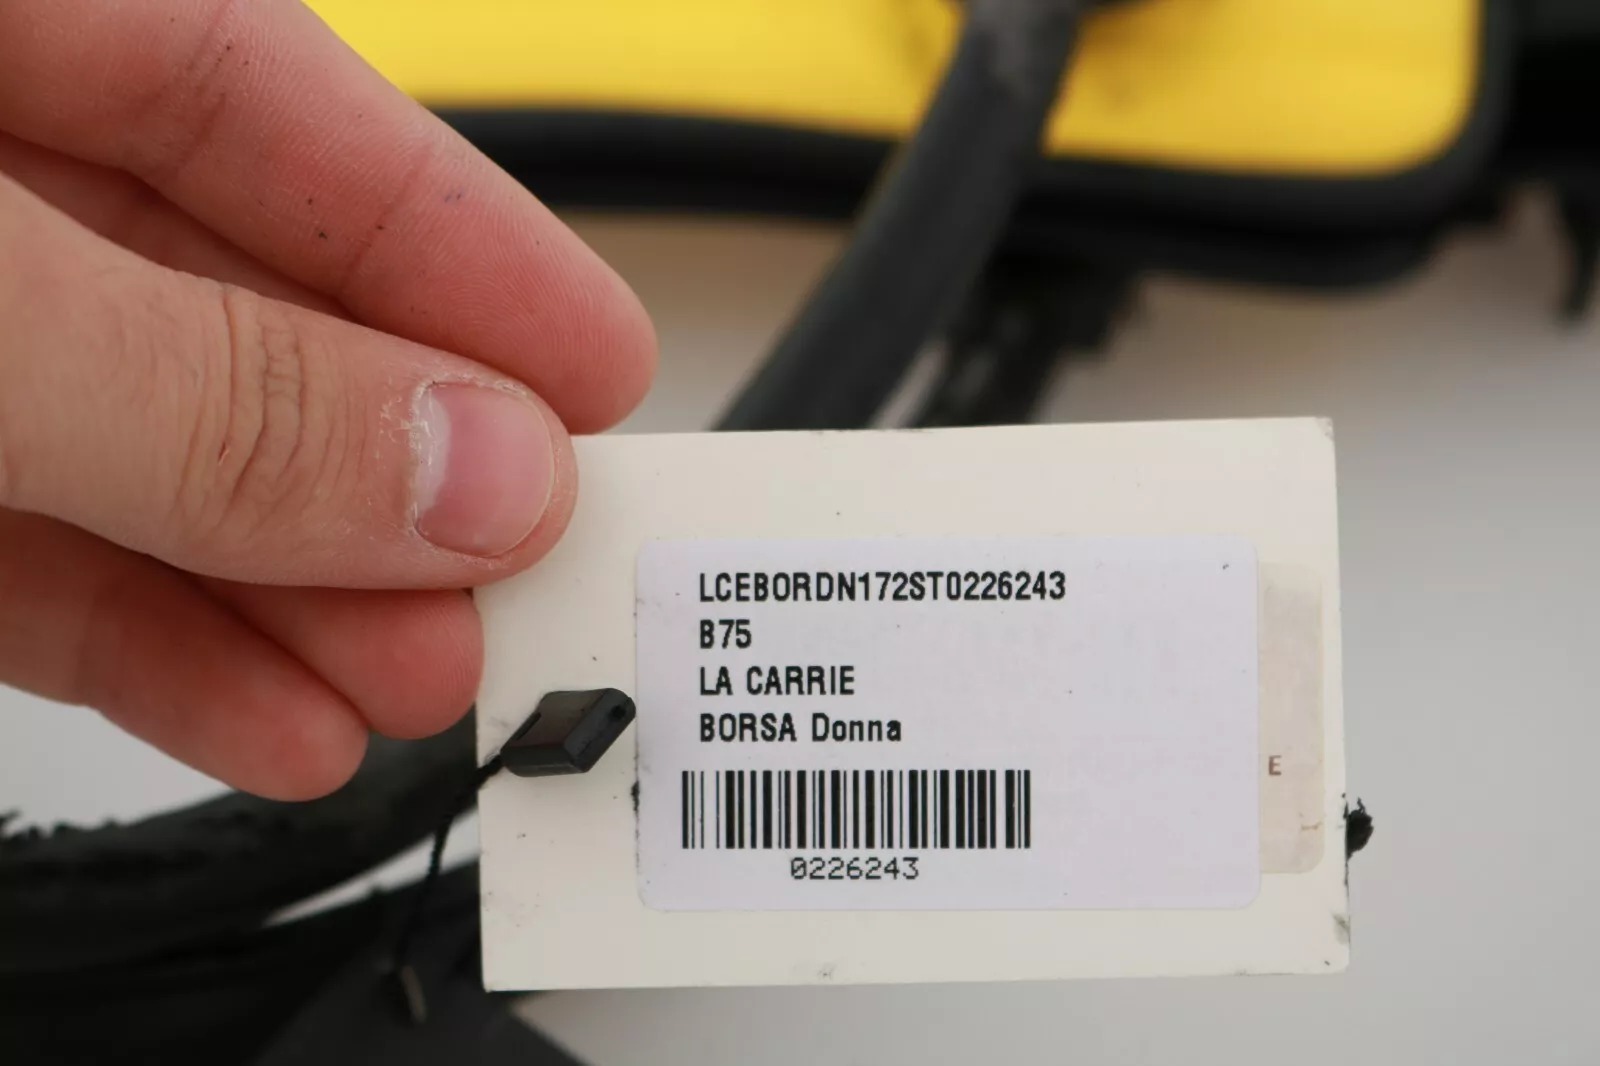 LCEBORDN172ST0226243
B75
LA CARRIE
BORSA Donna
E
0226243